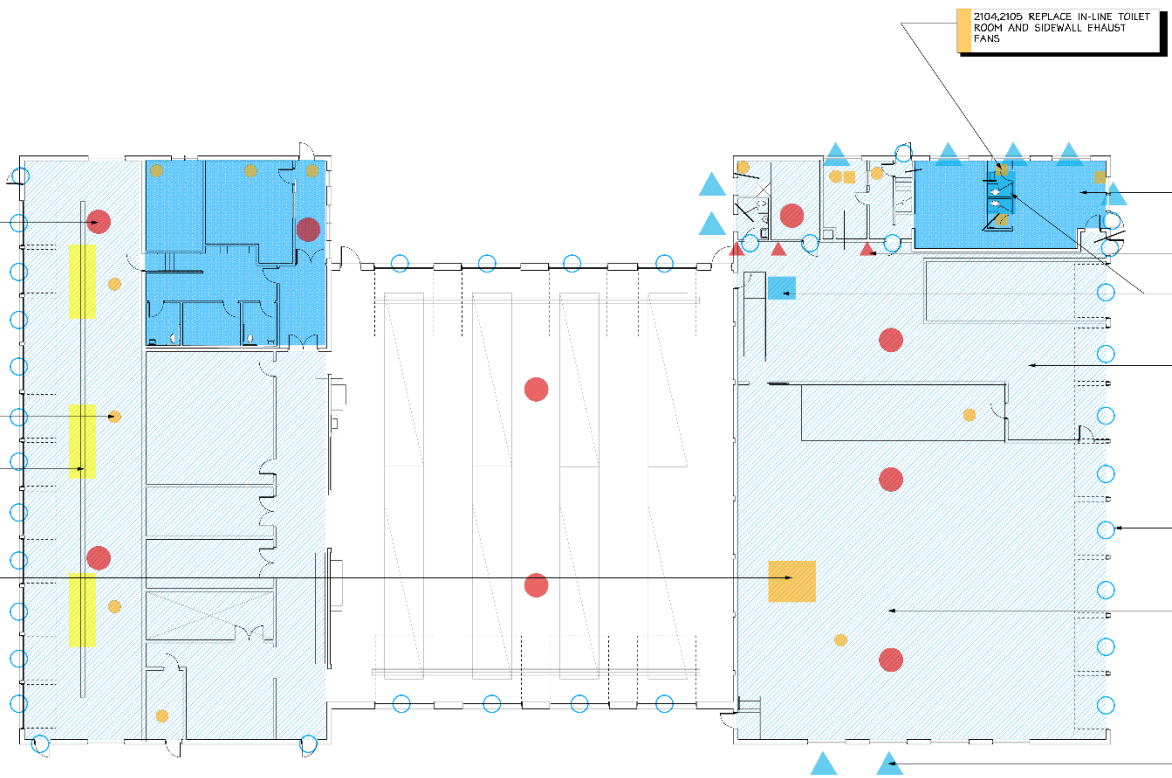 2104,2105 REPLACE IN-LINE TOILET
ROOM AND SIDEWALL EHAUST
FANS